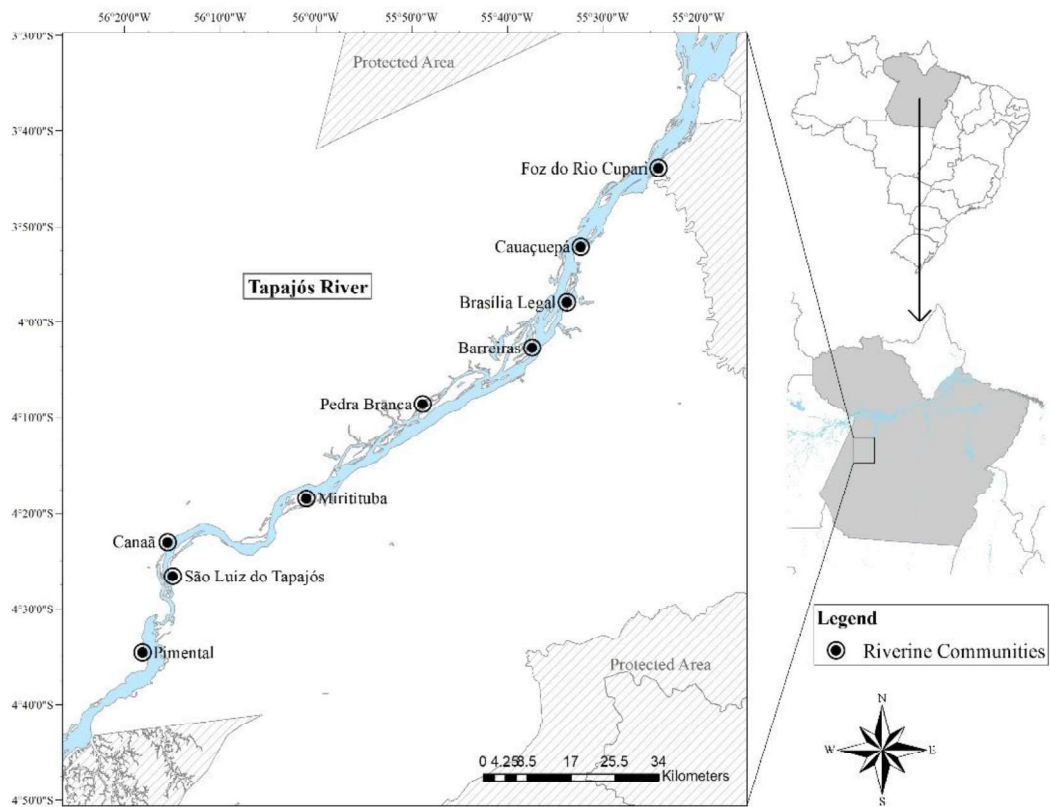 56°20'0"W 56°10'0"W 56°0'0"W 55°50'0"W 55°40'0"W 55°30'0"W 55°20'0"W
3°30'0"S
Protected Area
3°40'0"S
Foz do Rio Cupari
3°50'0"S
Cauaçuepá
Tapajós River
Brasília Legal
4°0'0"S
Barreiras
Pedra Branca
4°10'0"S
Miritituba
4°20'0"S
Canaã
São Luiz do Tapajós
4°30'0"S
Pimental
Protected Area
4°40'0"S
4°50'0"S
0 4.25 8.5 17 25.5 34
Kilometers
Legend
Riverine Communities
N
W E
S